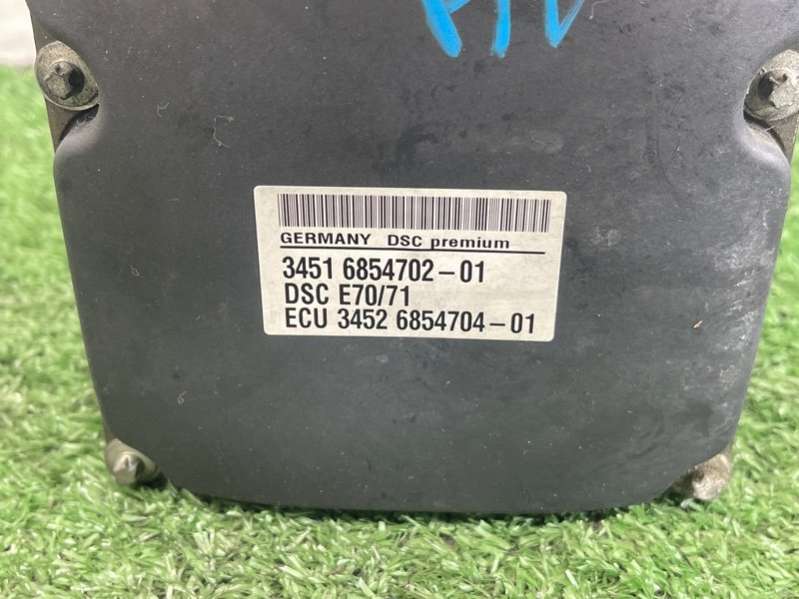 GERMANY DSC premium
3451 6854702-01
DSC E70/71
ECU 3452 6854704-01